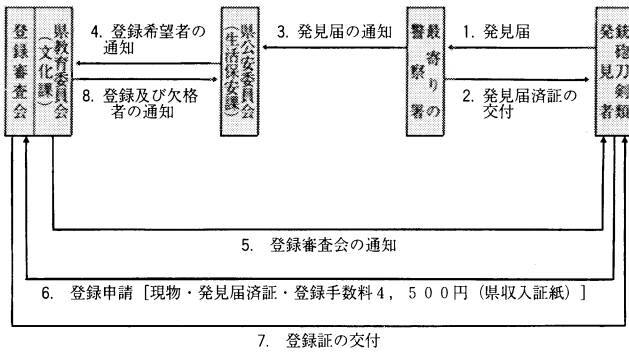 登録審査会
県教育委員会
(文化課)
4. 登録希望者の
通知
8. 登録及び欠格
者の通知
県公安委員会
(生活保安課)
3. 発見届の通知
最寄りの
警察署
1. 発見届
2. 発見届済証の
交付
銃砲刀剣類
発見者
5. 登録審査会の通知
6. 登録申請［現物・発見届済証・登録手数料4，500円（県収入証紙）］
7. 登録証の交付